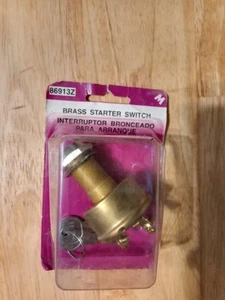 86913Z
BRASS STARTER SWITCH
INTERRUPTOR BRONCEADO
PARA ARRANQUE